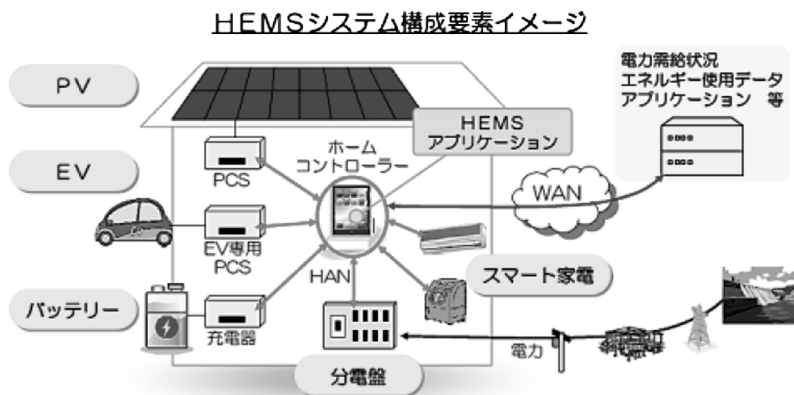 HEMSシステム構成要素イメージ
PV
EV
バッテリー
PCS
EV専用
PCS
充電器
ホーム
コントローラー
HEMS
アプリケーション
HAN
分電盤
スマート家電
WAN
電力需給状況
エネルギー使用データ
アプリケーション 等
電力